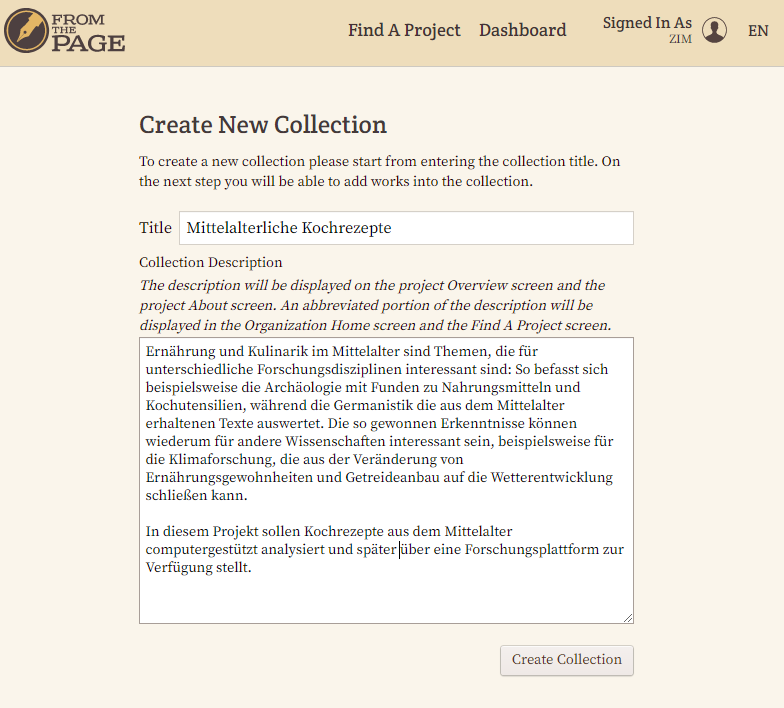 FROM
THE
PAGE
Find A Project
Dashboard
Signed In As
ZIM
EN
Create New Collection
To create a new collection please start from entering the collection title. On
the next step you will be able to add works into the collection.
Title
Mittelalterliche Kochrezepte
Collection Description
The description will be displayed on the project Overview screen and the
project About screen. An abbreviated portion of the description will be
displayed in the Organization Home screen and the Find A Project screen.
Ernährung und Kulinarik im Mittelalter sind Themen, die für
unterschiedliche Forschungsdisziplinen interessant sind: So befasst sich
beispielsweise die Archäologie mit Funden zu Nahrungsmitteln und
Kochutensilien, während die Germanistik die aus dem Mittelalter
erhaltenen Texte auswertet. Die so gewonnen Erkenntnisse können
wiederum für andere Wissenschaften interessant sein, beispielsweise für
die Klimaforschung, die aus der Veränderung von
Ernährungsgewohnheiten und Getreideanbau auf die Wetterentwicklung
schließen kann.
In diesem Projekt sollen Kochrezepte aus dem Mittelalter
computergestützt analysiert und später über eine Forschungsplattform zur
Verfügung stellt.
Create Collection